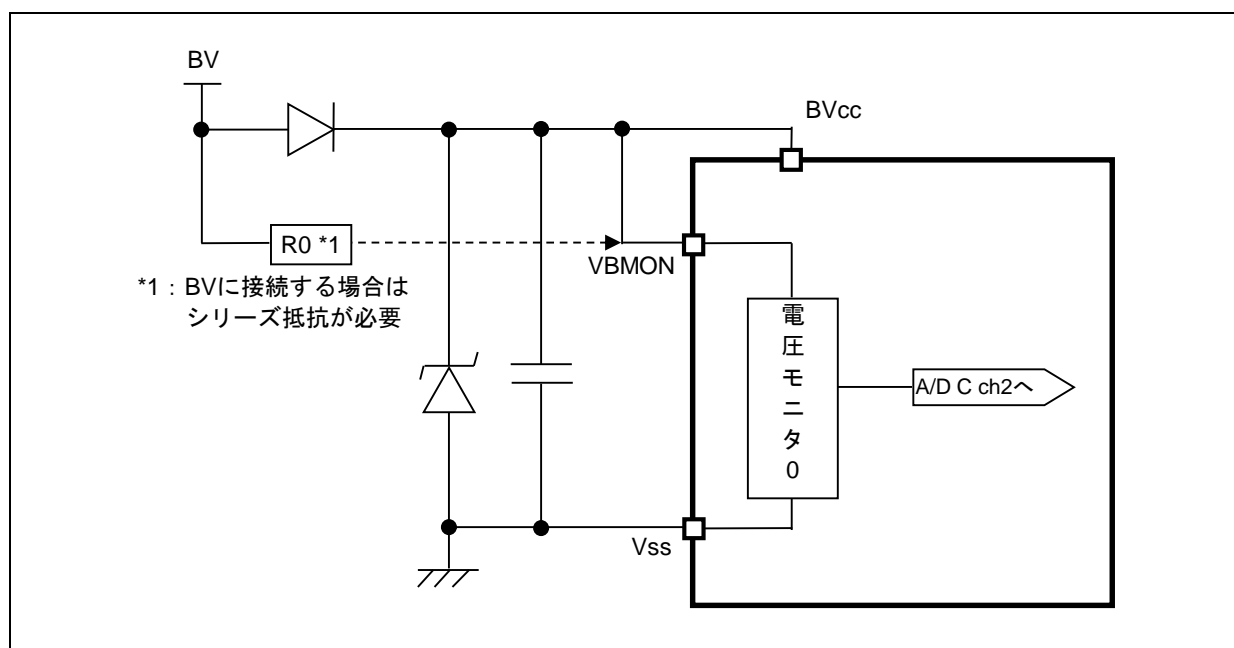 BV
BVcc
R0 *1
VBMON
*1：BVに接続する場合は
シリーズ抵抗が必要
電圧モニタ0
A/D C ch2へ
Vss